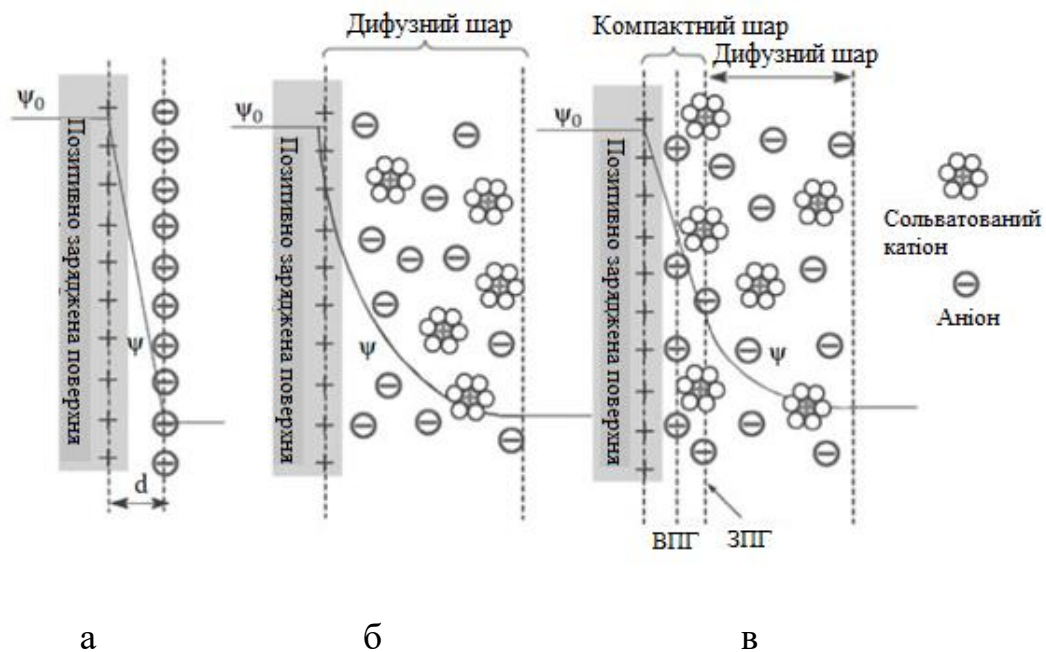 Дифузний шар
Компактний шар
Дифузний шар
Ψ0
Позитивно заряджена поверхня
Ψ
d
Ψ0
Позитивно заряджена поверхня
Ψ
Ψ0
Позитивно заряджена поверхня
Ψ
ВПГ
ЗПГ
Сольватований
катіон
Аніон
а
б
в